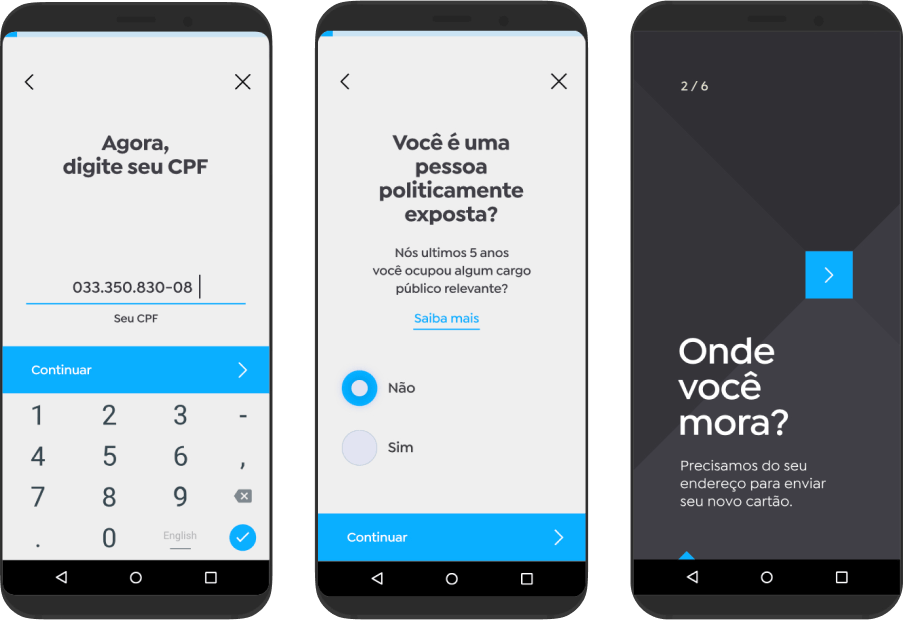 Agora,
digite seu CPF
033.350.830-08
Seu CPF
Continuar
1 2 3 -
4 5 6 ,
7 8 9
. 0 English
Você é uma
pessoa
politicamente
exposta?
Nós ultimos 5 anos
você ocupou algum cargo
público relevante?
Saiba mais
Não
Sim
Continuar
2 / 6
Onde
você
mora?
Precisamos do seu
endereço para enviar
seu novo cartão.